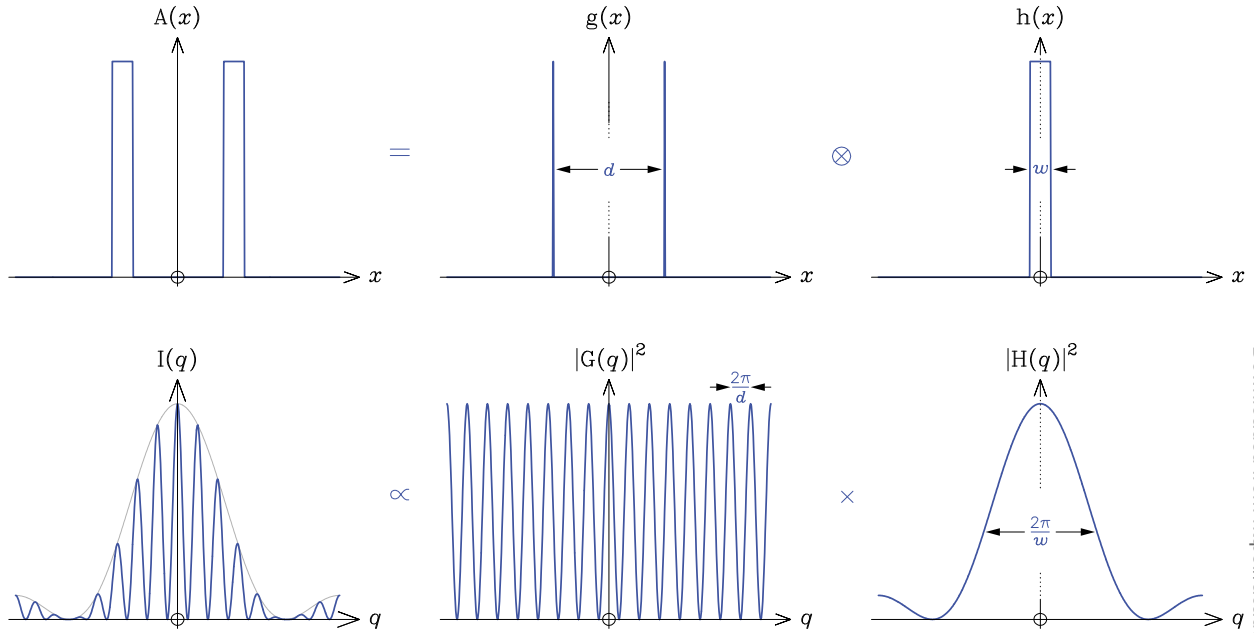 A(x) g(x) h(x)
= d ⊗ w
x x x
I(q) |G(q)|² |H(q)|²
2π/d
∝ × 2π/w
q q q